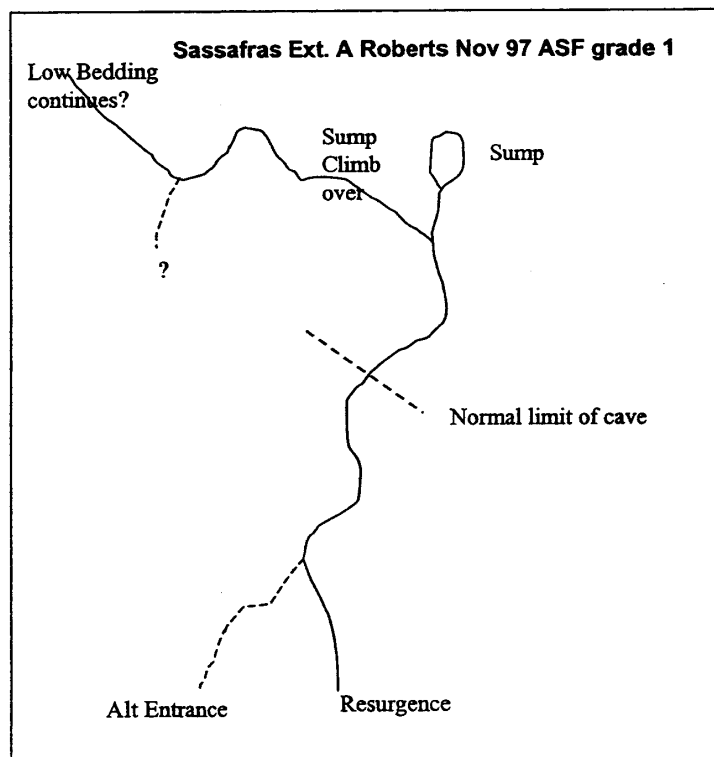 Sassafras Ext. A Roberts Nov 97 ASF grade 1
Low Bedding
continues?
Sump
Climb
over
Sump
?
Normal limit of cave
Alt Entrance
Resurgence